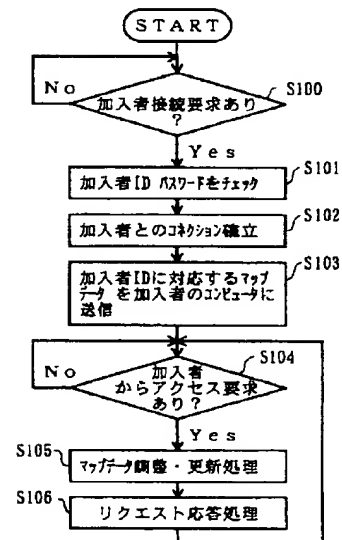 START
No
加入者接続要求あり
?
S100
Yes
加入者ID パスワードをチェック
S101
加入者とのコネクション確立
S102
加入者IDに対応するマップ
データを加入者のコンピュータに
送信
S103
No
加入者
からアクセス要求
あり?
S104
Yes
S105
マップデータ調整・更新処理
S106
リクエスト応答処理